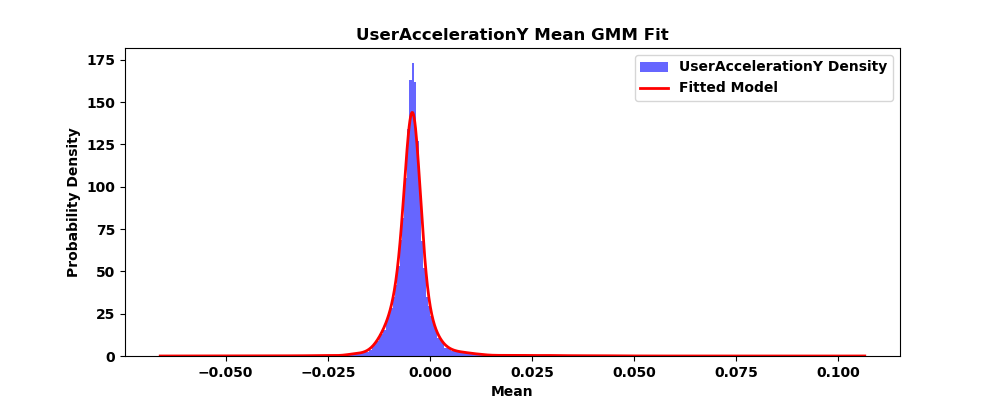 UserAccelerationY Mean GMM Fit
UserAccelerationY Density
Fitted Model
Probability Density
175
150
125
100
75
50
25
0
−0.050 −0.025 0.000 0.025 0.050 0.075 0.100
Mean